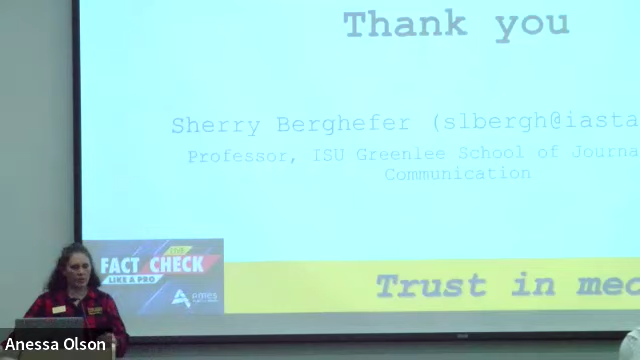 Thank you
Sherry Berghefer (slbergh@iasta
Professor, ISU Greenlee School of Journa
Communication
FACT CHECK
LIKE A PRO
Trust in med
Anessa Olson